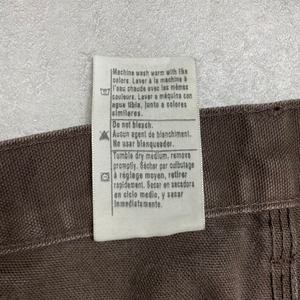 Machine wash warm with like
colors. Laver à la machine à
l'eau chaude avec les mêmes
couleurs. Lavar a máquina con
agua tibia, junto a colores
similares.
Do not bleach.
Aucun agent de blanchiment.
No usar blanqueador.
Tumble dry medium, remove
promptly. Sécher par culbutage
à réglage moyen, retirer
rapidement. Secar en secadora
en ciclo medio, y sacar
inmediatamente.